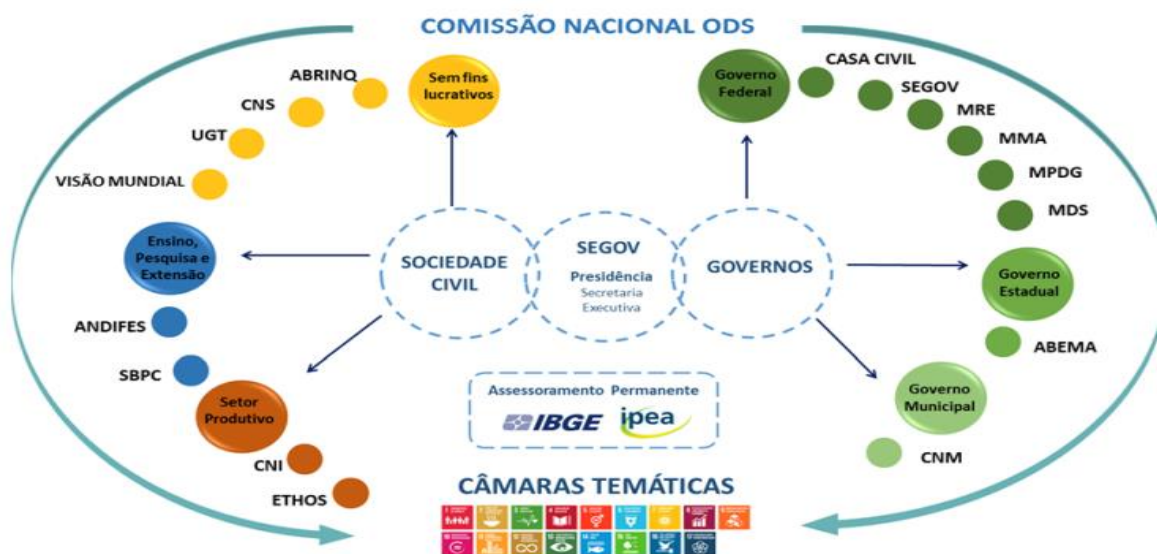 COMISSÃO NACIONAL ODS
ABRINQ
Sem fins
lucrativos
CNS
UGT
VISÃO MUNDIAL
Ensino,
Pesquisa e
Extensão
ANDIFES
SBPC
Setor
Produtivo
CNI
ETHOS
SOCIEDADE
CIVIL
SEGOV
Presidência
Secretaria
Executiva
GOVERNOS
Governo
Federal
CASA CIVIL
SEGOV
MRE
MMA
MPDG
MDS
Governo
Estadual
ABEMA
Governo
Municipal
CNM
Assessoramento Permanente
IBGE
ipea
CÂMARAS TEMÁTICAS